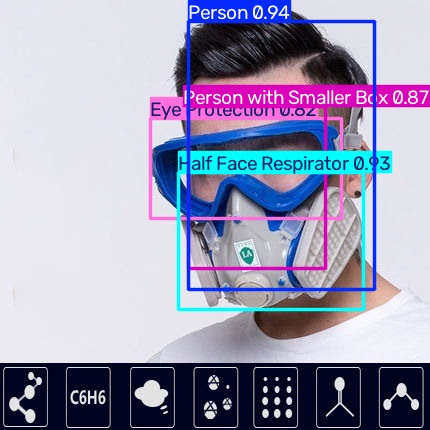 Person 0.94
Person with Smaller Box 0.87
Eye Protection 0.82
Half Face Respirator 0.93
LA
C6H6